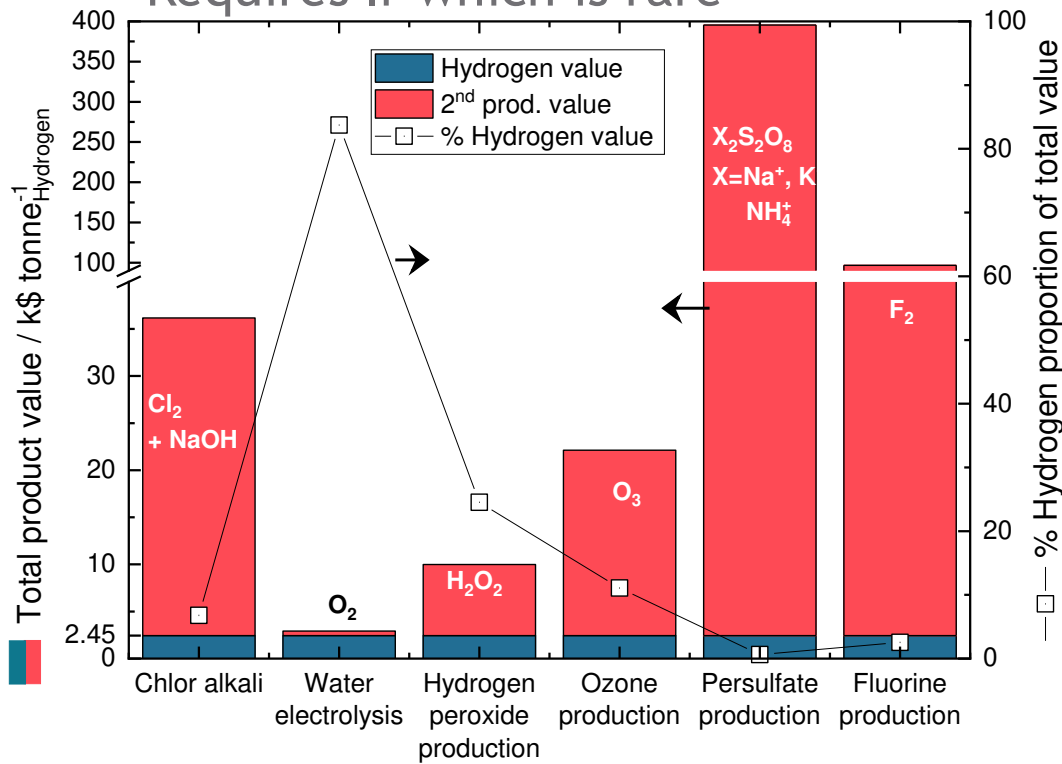 Requires Ir which is rare
Total product value / k$ tonne⁻¹Hydrogen
400
350
300
250
200
150
100
30
20
10
2.45
0
Hydrogen value
2nd prod. value
% Hydrogen value
Cl₂
+ NaOH
O₂
H₂O₂
O₃
X₂S₂O₈
X=Na⁺, K
NH₄⁺
F₂
100
80
60
40
20
0
% Hydrogen proportion of total value
Chlor alkali
Water
electrolysis
Hydrogen
peroxide
production
Ozone
production
Persulfate
production
Fluorine
production